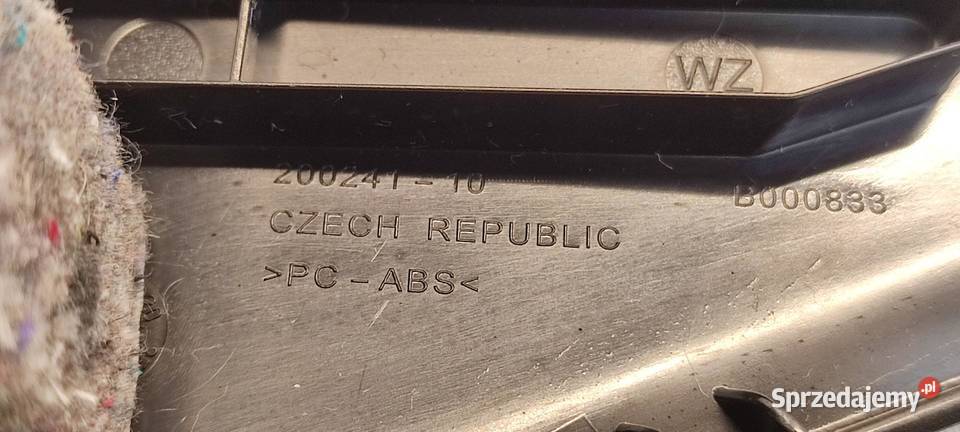 WZ
200241-10
B000833
CZECH REPUBLIC
>PC-ABS<
Sprzedajemy.pl